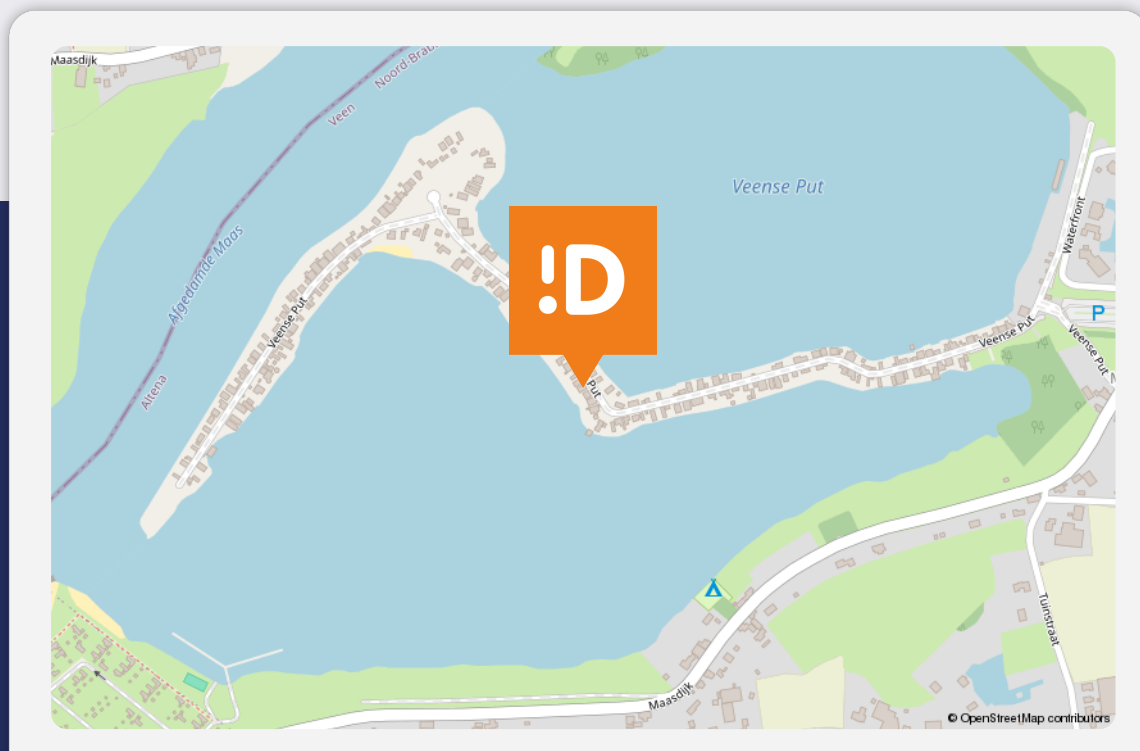 Maasdijk
Noord-Brab
Veen
Veense Put
Afgedamde Maas
Waterfront
!D
P
Veense Put
Veense Put
Veense Put
Put
Altena
Tuinstraat
Maasdijk
© OpenStreetMap contributors